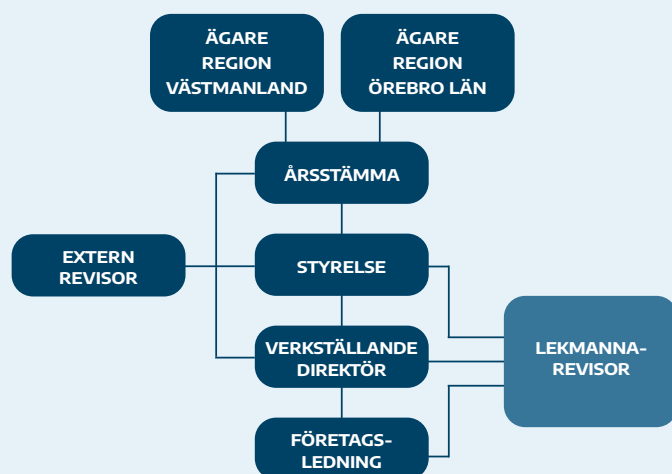 ÄGARE
REGION
VÄSTMANLAND
ÄGARE
REGION
ÖREBRO LÄN
ÅRSSTÄMMA
EXTERN
REVISOR
STYRELSE
VERKSTÄLLANDE
DIREKTÖR
LEKMANNA-
REVISOR
FÖRETAGS-
LEDNING